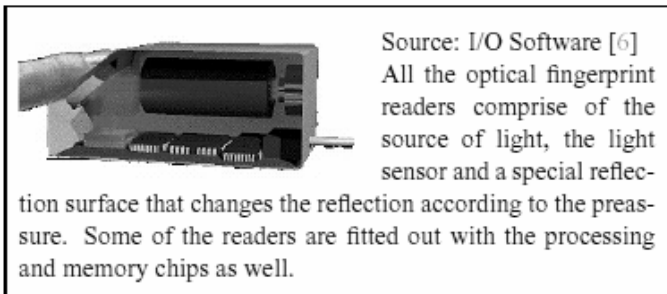 Source: I/O Software [6]
All the optical fingerprint
readers comprise of the
source of light, the light
sensor and a special reflec-
tion surface that changes the reflection according to the preas-
sure. Some of the readers are fitted out with the processing
and memory chips as well.